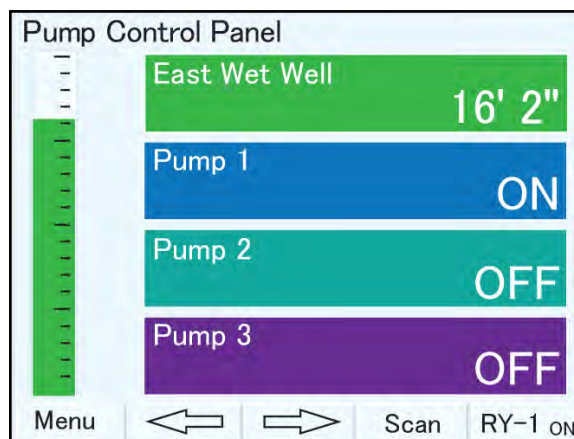 Pump Control Panel
East Wet Well
16' 2"
Pump 1
ON
Pump 2
OFF
Pump 3
OFF
Menu Scan RY-1 ON